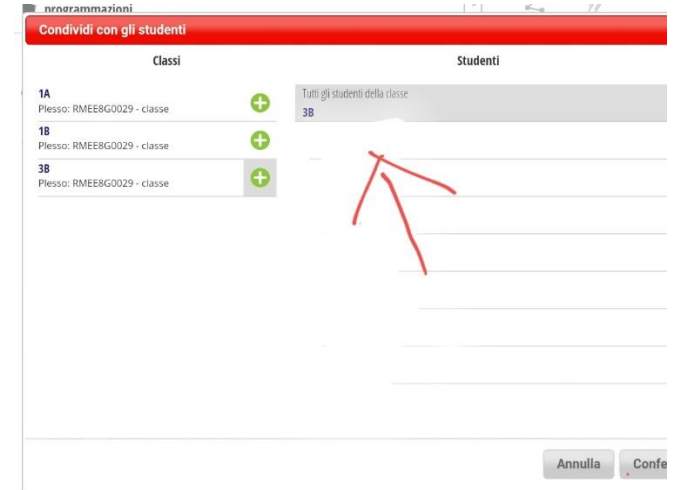 programmazioni
Condividi con gli studenti
Classi
Studenti
1A
Plesso: RMEE8G0029 - classe
1B
Plesso: RMEE8G0029 - classe
3B
Plesso: RMEE8G0029 - classe
Tutti gli studenti della classe
3B
Annulla
Confe